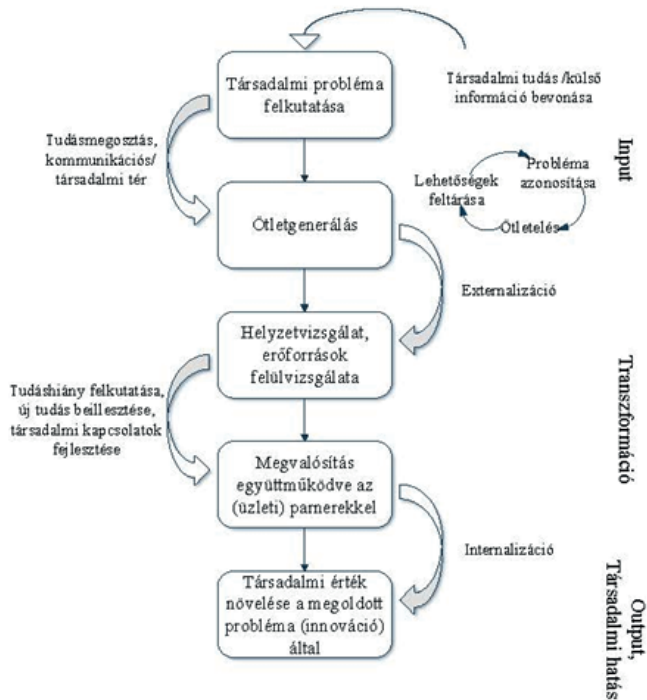 Társadalmi probléma
felkutatása
Társadalmi tudás /külső
információ bevonása
Tudásmegosztás,
kommunikációs/
társadalmi tér
Input
Probléma
azonosítása
Lehetőségek
feltárása
Ötletelés
Ötletgenerálás
Externalizáció
Helyzetvizsgálat,
erőforrások
felülvizsgálata
Transzformáció
Tudáshiány felkutatása,
új tudás beillesztése,
társadalmi kapcsolatok
fejlesztése
Megvalósítás
együttműködve az
(üzleti) parnerekkel
Internalizáció
Társadalmi érték
növelése a megoldott
probléma (innováció)
által
Output,
Társadalmi hatás